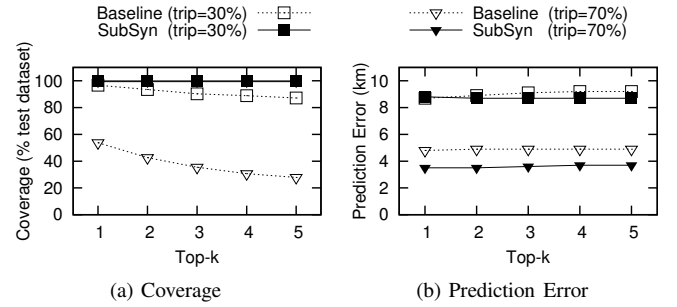 Baseline (trip=30%)
SubSyn (trip=30%)
Baseline (trip=70%)
SubSyn (trip=70%)
Coverage (% test dataset)
100
80
60
40
20
0
1 2 3 4 5
Top-k
(a) Coverage
Prediction Error (km)
10
8
6
4
2
0
1 2 3 4 5
Top-k
(b) Prediction Error